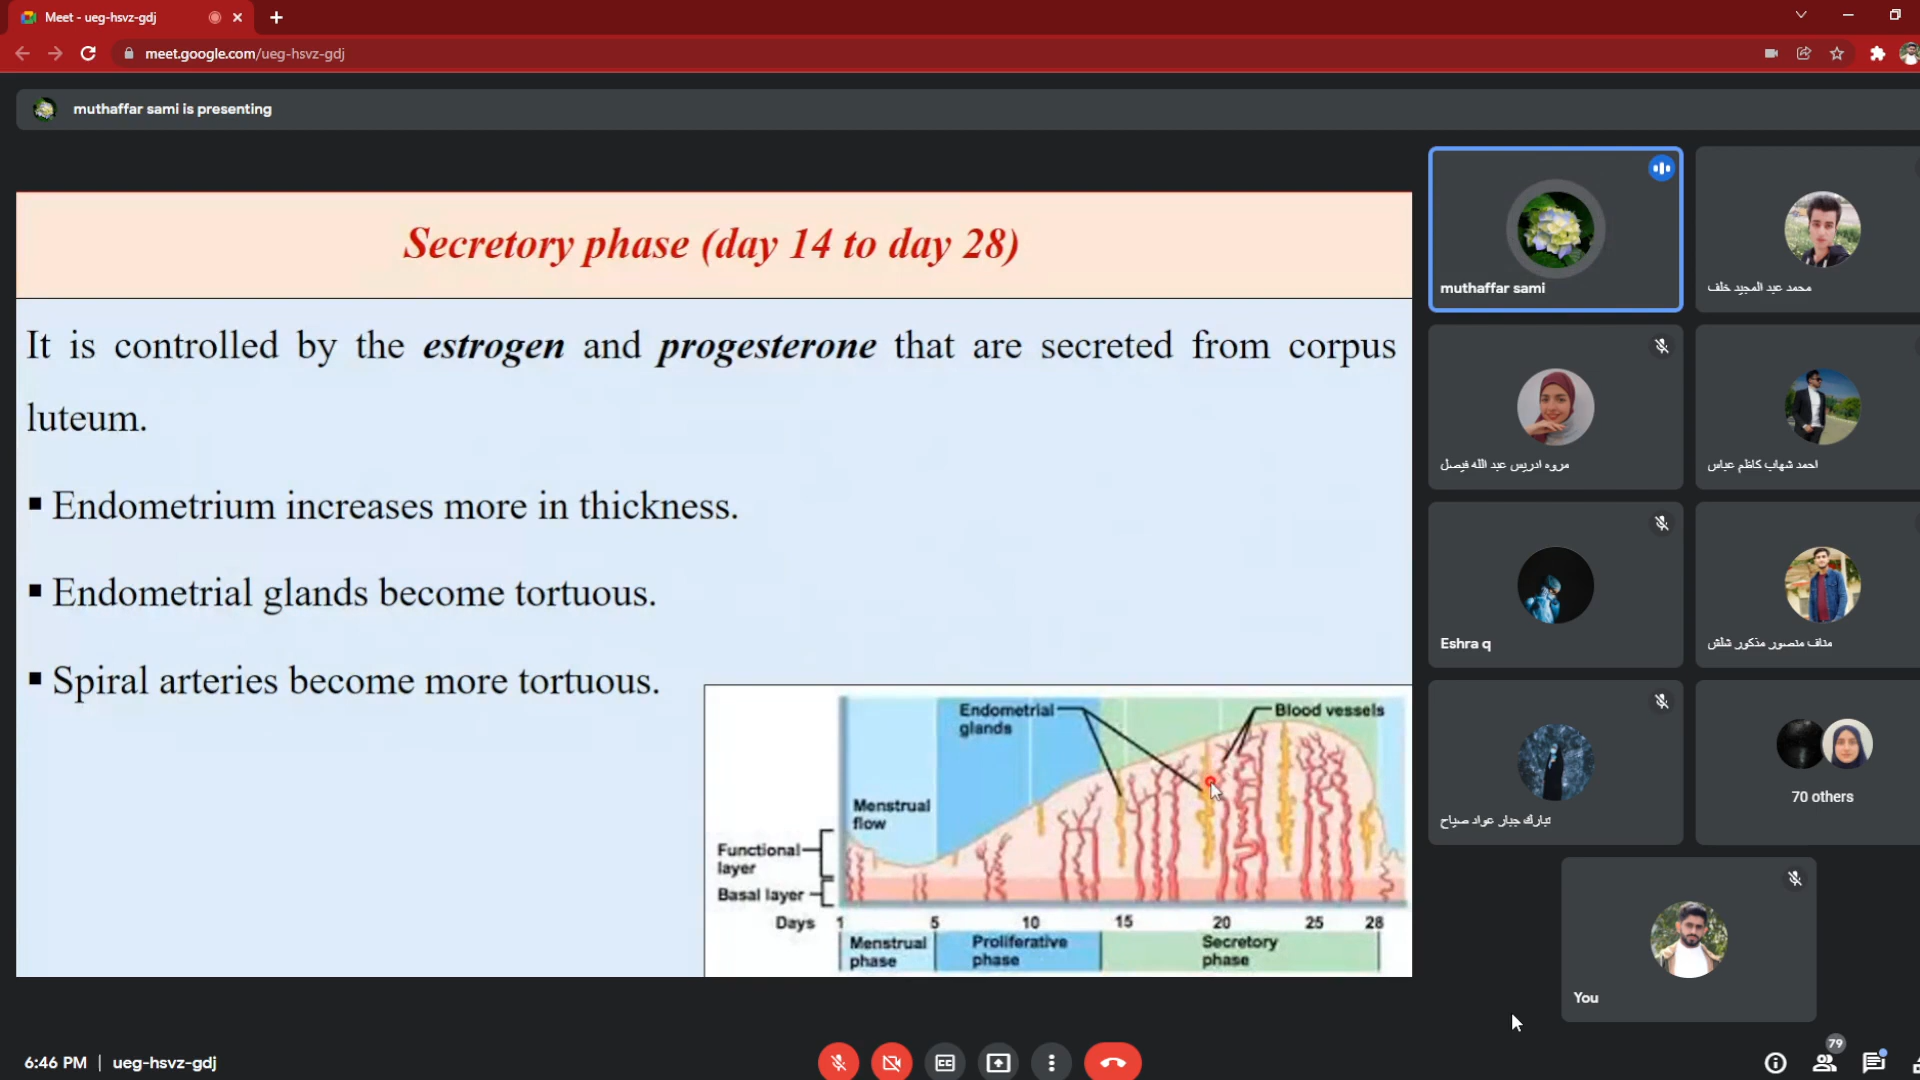 Meet - ueg-hsvz-gdj
meet.google.com/ueg-hsvz-gdj
muthaffar sami is presenting
Secretory phase (day 14 to day 28)
It is controlled by the estrogen and progesterone that are secreted from corpus
luteum.
▪ Endometrium increases more in thickness.
▪ Endometrial glands become tortuous.
▪ Spiral arteries become more tortuous.
Endometrial
glands
Blood vessels
Menstrual
flow
Functional
layer
Basal layer
Days 1 5 10 15 20 25 28
Menstrual
phase
Proliferative
phase
Secretory
phase
muthaffar sami
محمد عبد المجيد خلف
مروه ادريس عبد الله فيصل
احمد شهاب كاظم عباس
Eshra q
مناف منصور مذكور شلش
تبارك جبار عواد صياح
70 others
You
6:46 PM | ueg-hsvz-gdj
79